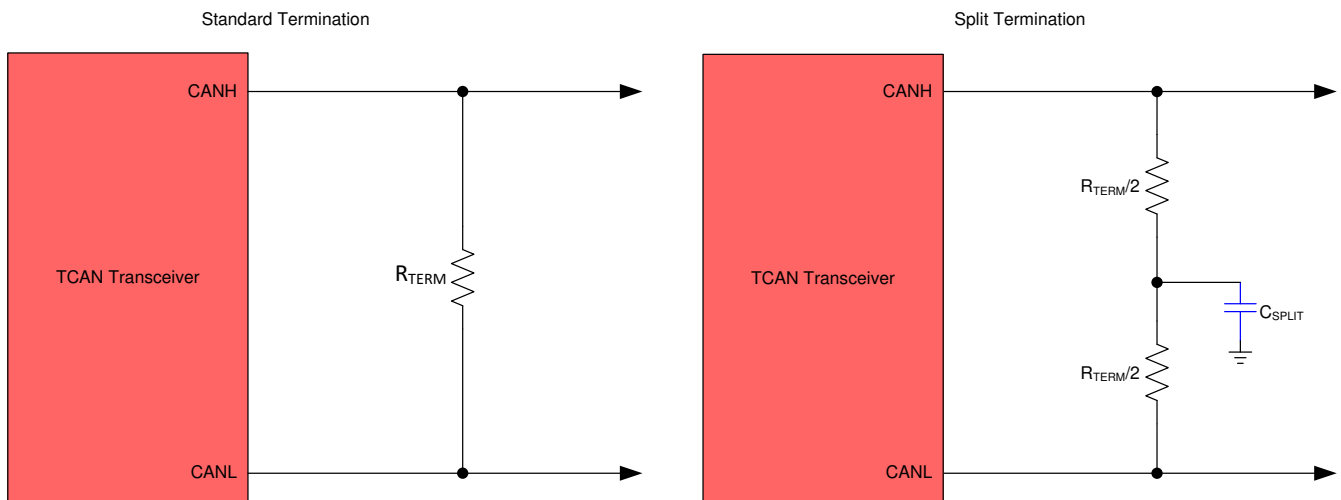 Standard Termination
CANH
TCAN Transceiver
RTERM
CANL
Split Termination
CANH
RTERM/2
TCAN Transceiver
CSPLIT
RTERM/2
CANL